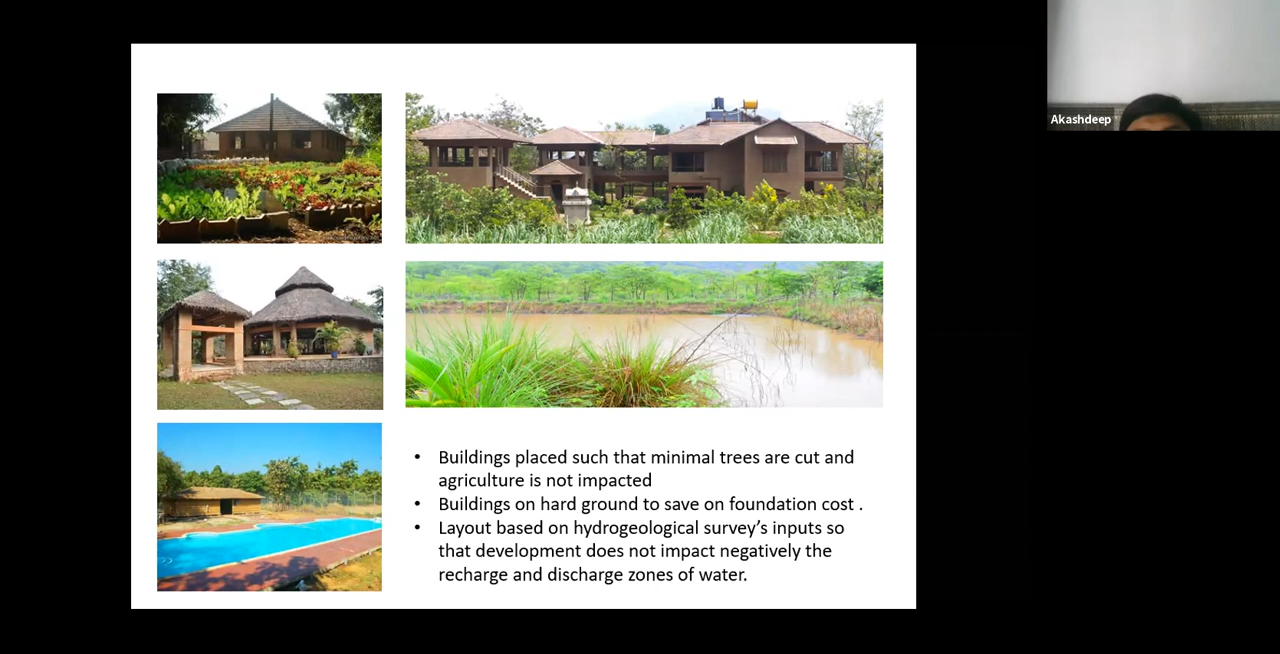 Akashdeep
• Buildings placed such that minimal trees are cut and
agriculture is not impacted
• Buildings on hard ground to save on foundation cost .
• Layout based on hydrogeological survey’s inputs so
that development does not impact negatively the
recharge and discharge zones of water.